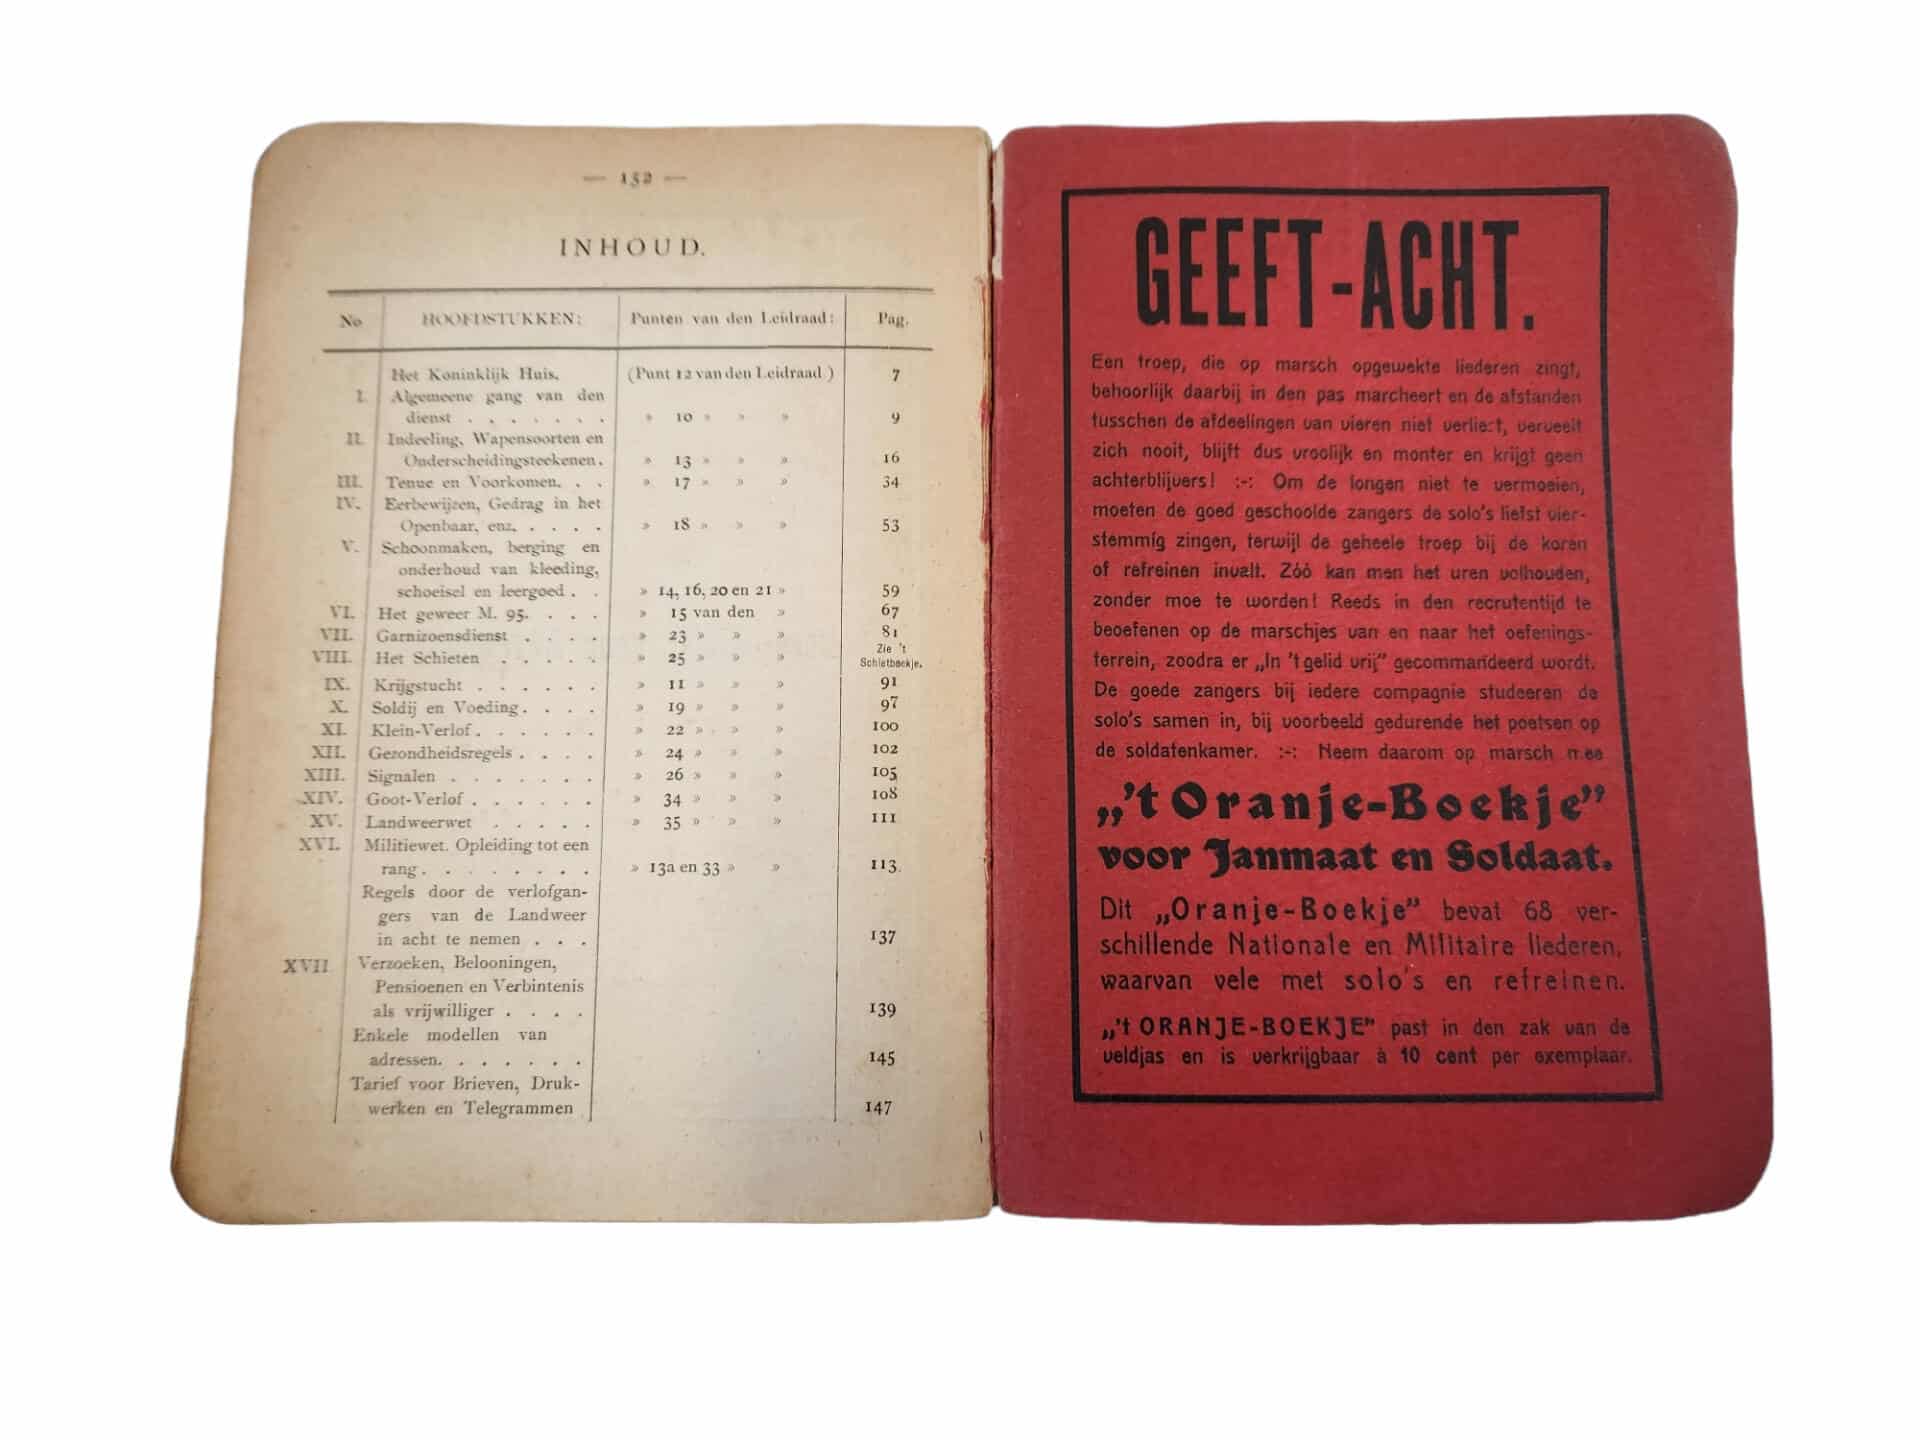 — 152 —
INHOUD.
No HOOFDSTUKKEN: Punten van den Leidraad: Pag.
Het Koninklijk Huis. (Punt 12 van den Leidraad) 7
I. Algemeene gang van den
dienst . . . . . . . » 10 » » » 9
II. Indeeling, Wapensoorten en
Onderscheidingsteekenen. » 13 » » » 16
III. Tenue en Voorkomen. . . » 17 » » » 34
IV. Eerbewijzen, Gedrag in het
Openbaar, enz. . . . . » 18 » » » 53
V. Schoonmaken, berging en
onderhoud van kleeding,
schoeisel en leergoed . . » 14, 16, 20 en 21 » 59
VI. Het geweer M. 95. . . . » 15 van den » 67
VII. Garnizoensdienst . . . . » 23 » » » 81
VIII. Het Schieten . . . . . » 25 » » » Zie 't
Schietboekje.
IX. Krijgstucht . . . . . . » 11 » » » 91
X. Soldij en Voeding. . . . » 19 » » » 97
XI. Klein-Verlof . . . . . . » 22 » » » 100
XII. Gezondheidsregels . . . . » 24 » » » 102
XIII. Signalen . . . . . . . » 26 » » » 105
XIV. Goot-Verlof . . . . . . » 34 » » » 108
XV. Landweerwet . . . . . » 35 » » » 111
XVI. Militiewet. Opleiding tot een
rang. . . . . . . . » 13a en 33 » » 113.
Regels door de verlofgan-
gers van de Landweer
in acht te nemen . . . 137
XVII. Verzoeken, Belooningen,
Pensioenen en Verbintenis
als vrijwilliger . . . . 139
Enkele modellen van
adressen. . . . . . . 145
Tarief voor Brieven, Druk-
werken en Telegrammen 147
GEEFT-ACHT.
Een troep, die op marsch opgewekte liederen zingt,
behoorlijk daarbij in den pas marcheert en de afstanden
tusschen de afdeelingen van vieren niet verliest, verveelt
zich nooit, blijft dus vroolijk en monter en krijgt geen
achterblijvers! :-: Om de longen niet te vermoeien,
moeten de goed geschoolde zangers de solo's liefst vier-
stemmig zingen, terwijl de geheele troep bij de koren
of refreinen invalt. Zóó kan men het uren volhouden,
zonder moe te worden! Reeds in den recrutentijd te
beoefenen op de marschjes van en naar het oefenings-
terrein, zoodra er „In 't gelid vrij” gecommandeerd wordt.
De goede zangers bij iedere compagnie studeeren de
solo's samen in, bij voorbeeld gedurende het poetsen op
de soldatenkamer. :-: Neem daarom op marsch mee
„'t Oranje-Boekje”
voor Janmaat en Soldaat.
Dit „Oranje-Boekje” bevat 68 ver-
schillende Nationale en Militaire liederen,
waarvan vele met solo's en refreinen.
„'t ORANJE-BOEKJE” past in den zak van de
veldjas en is verkrijgbaar à 10 cent per exemplaar.